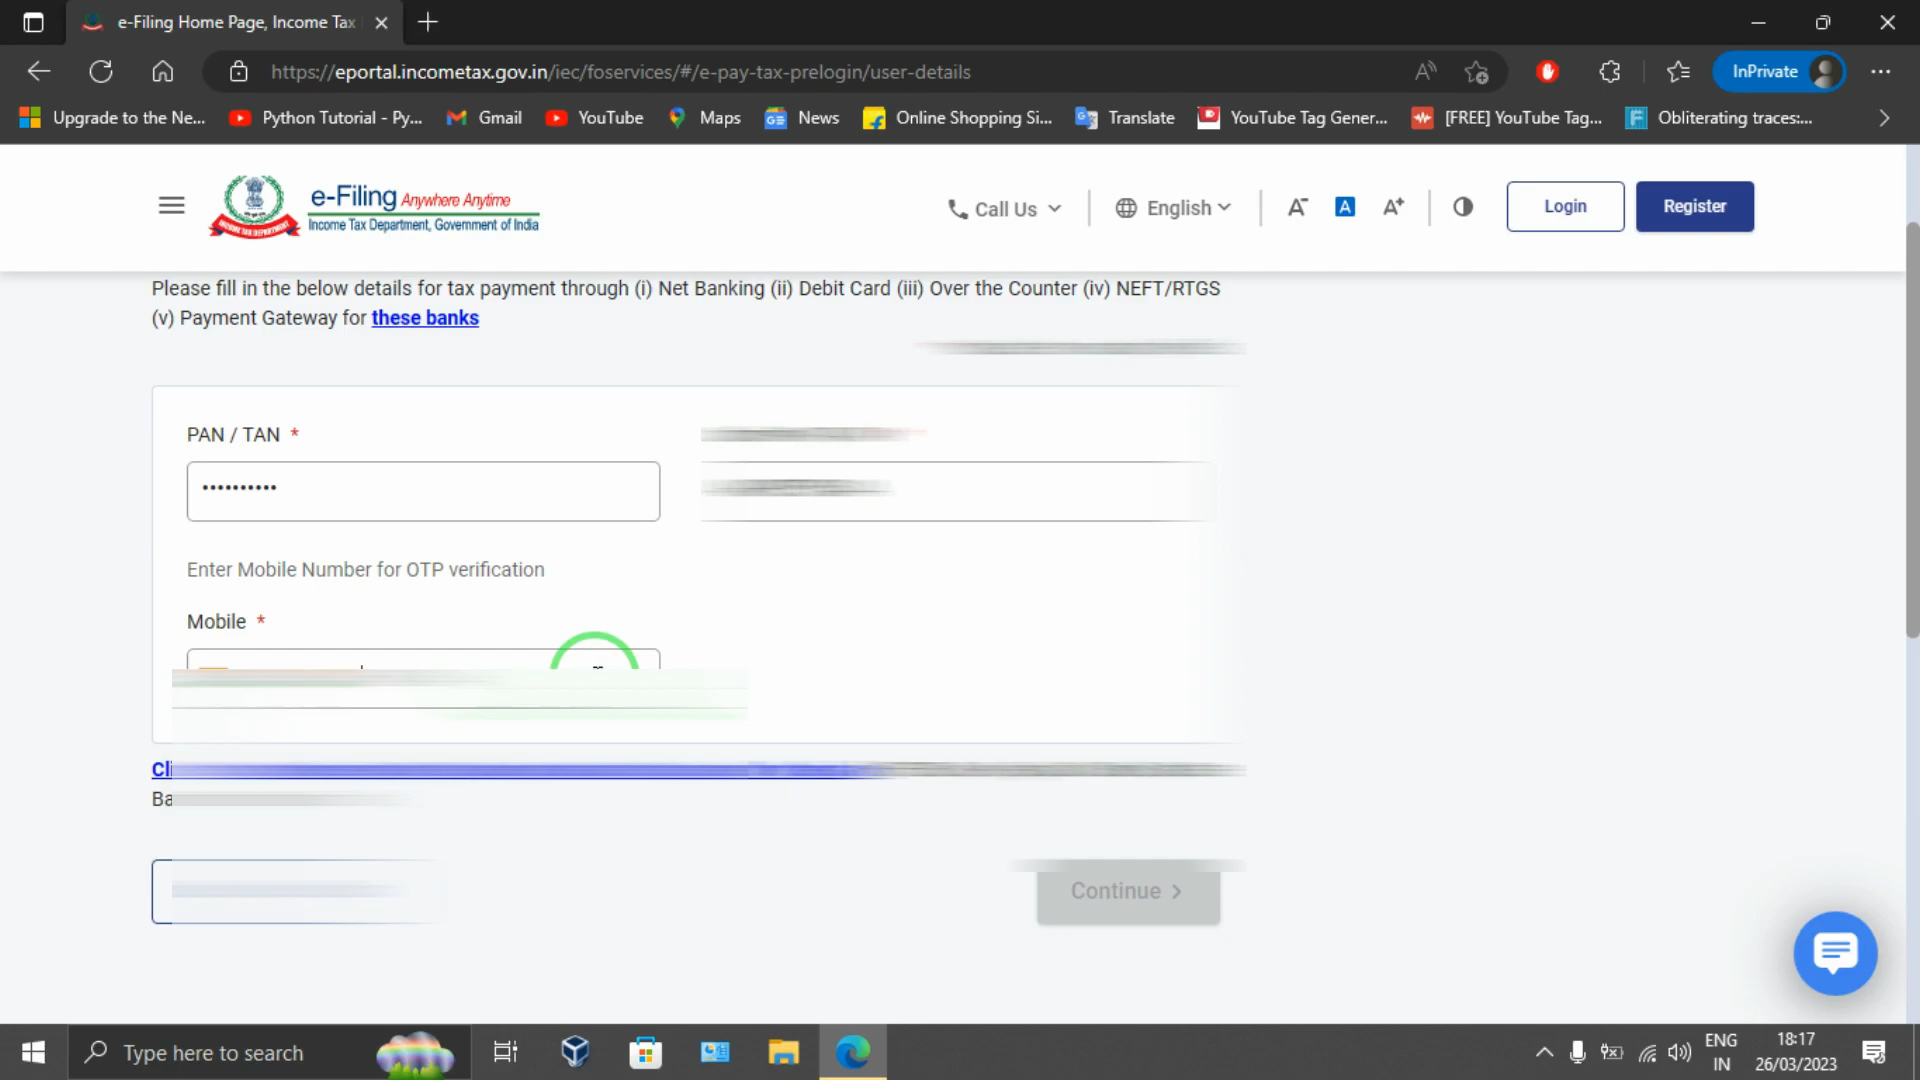 e-Filing Home Page, Income Tax
https://eportal.incometax.gov.in/iec/foservices/#/e-pay-tax-prelogin/user-details
InPrivate
Upgrade to the Ne...
Python Tutorial - Py...
Gmail
YouTube
Maps
News
Online Shopping Si...
Translate
YouTube Tag Gener...
[FREE] YouTube Tag...
Obliterating traces:...
e-Filing Anywhere Anytime
Income Tax Department, Government of India
Call Us
English
A-
A
A+
Login
Register
Please fill in the below details for tax payment through (i) Net Banking (ii) Debit Card (iii) Over the Counter (iv) NEFT/RTGS
(v) Payment Gateway for these banks
PAN / TAN *
••••••••••
Enter Mobile Number for OTP verification
Mobile *
Continue
Type here to search
ENG
IN
18:17
26/03/2023